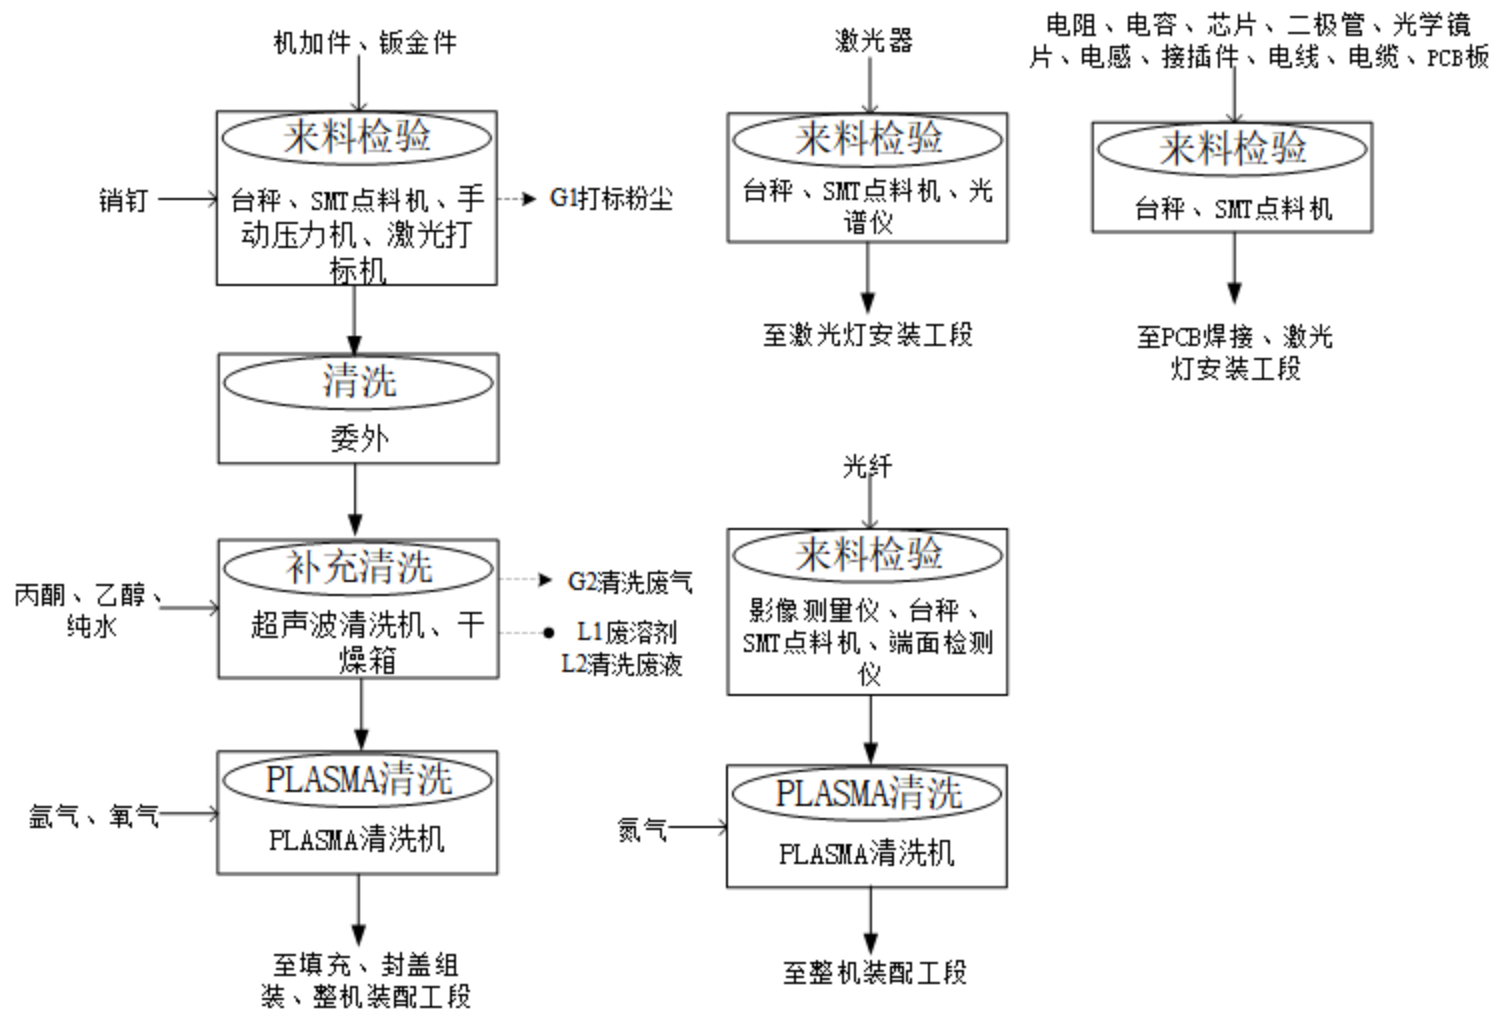 机加件、钣金件
来料检验
销钉
台秤、SMT点料机、手
动压力机、激光打
标机
G1打标粉尘
清洗
委外
补充清洗
丙酮、乙醇、
纯水
超声波清洗机、干
燥箱
G2清洗废气
L1废溶剂
L2清洗废液
PLASMA清洗
氩气、氧气
PLASMA清洗机
至填充、封盖组
装、整机装配工段
激光器
来料检验
台秤、SMT点料机、光
谱仪
至激光灯安装工段
电阻、电容、芯片、二极管、光学镜
片、电感、接插件、电线、电缆、PCB板
来料检验
台秤、SMT点料机
至PCB焊接、激光
灯安装工段
光纤
来料检验
影像测量仪、台秤、
SMT点料机、端面检测
仪
PLASMA清洗
氮气
PLASMA清洗机
至整机装配工段